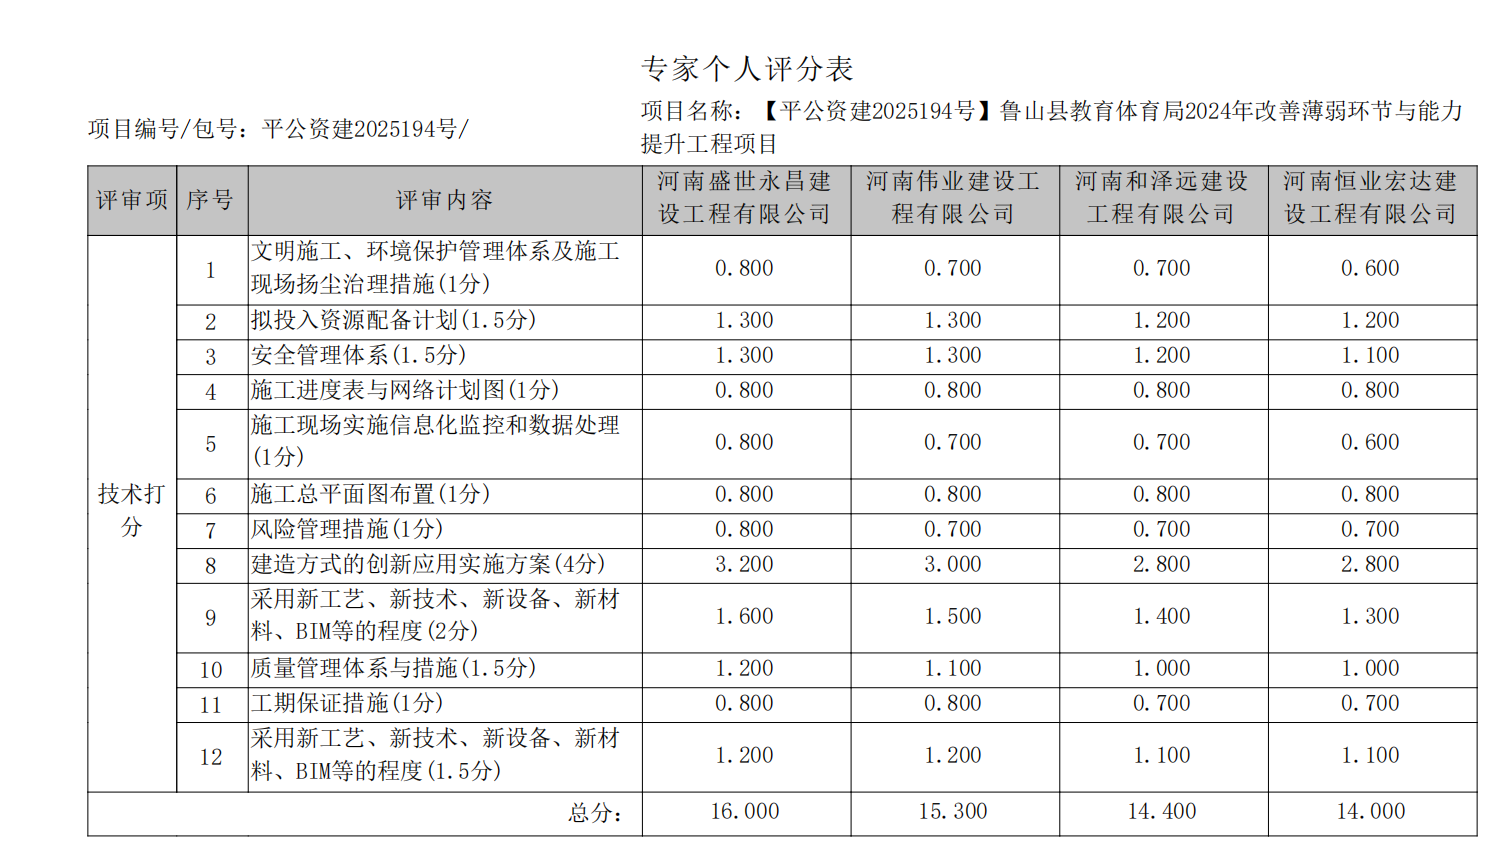 专家个人评分表
项目编号/包号：平公资建2025194号/
项目名称：【平公资建2025194号】鲁山县教育体育局2024年改善薄弱环节与能力
提升工程项目
评审项 序号 评审内容 河南盛世永昌建 河南伟业建设工 河南和泽远建设 河南恒业宏达建
设工程有限公司 程有限公司 工程有限公司 设工程有限公司
技术打
分
1 文明施工、环境保护管理体系及施工
现场扬尘治理措施(1分) 0.800 0.700 0.700 0.600
2 拟投入资源配备计划(1.5分) 1.300 1.300 1.200 1.200
3 安全管理体系(1.5分) 1.300 1.300 1.200 1.100
4 施工进度表与网络计划图(1分) 0.800 0.800 0.800 0.800
5 施工现场实施信息化监控和数据处理
(1分) 0.800 0.700 0.700 0.600
6 施工总平面图布置(1分) 0.800 0.800 0.800 0.800
7 风险管理措施(1分) 0.800 0.700 0.700 0.700
8 建造方式的创新应用实施方案(4分) 3.200 3.000 2.800 2.800
9 采用新工艺、新技术、新设备、新材
料、BIM等的程度(2分) 1.600 1.500 1.400 1.300
10 质量管理体系与措施(1.5分) 1.200 1.100 1.000 1.000
11 工期保证措施(1分) 0.800 0.800 0.700 0.700
12 采用新工艺、新技术、新设备、新材
料、BIM等的程度(1.5分) 1.200 1.200 1.100 1.100
总分： 16.000 15.300 14.400 14.000